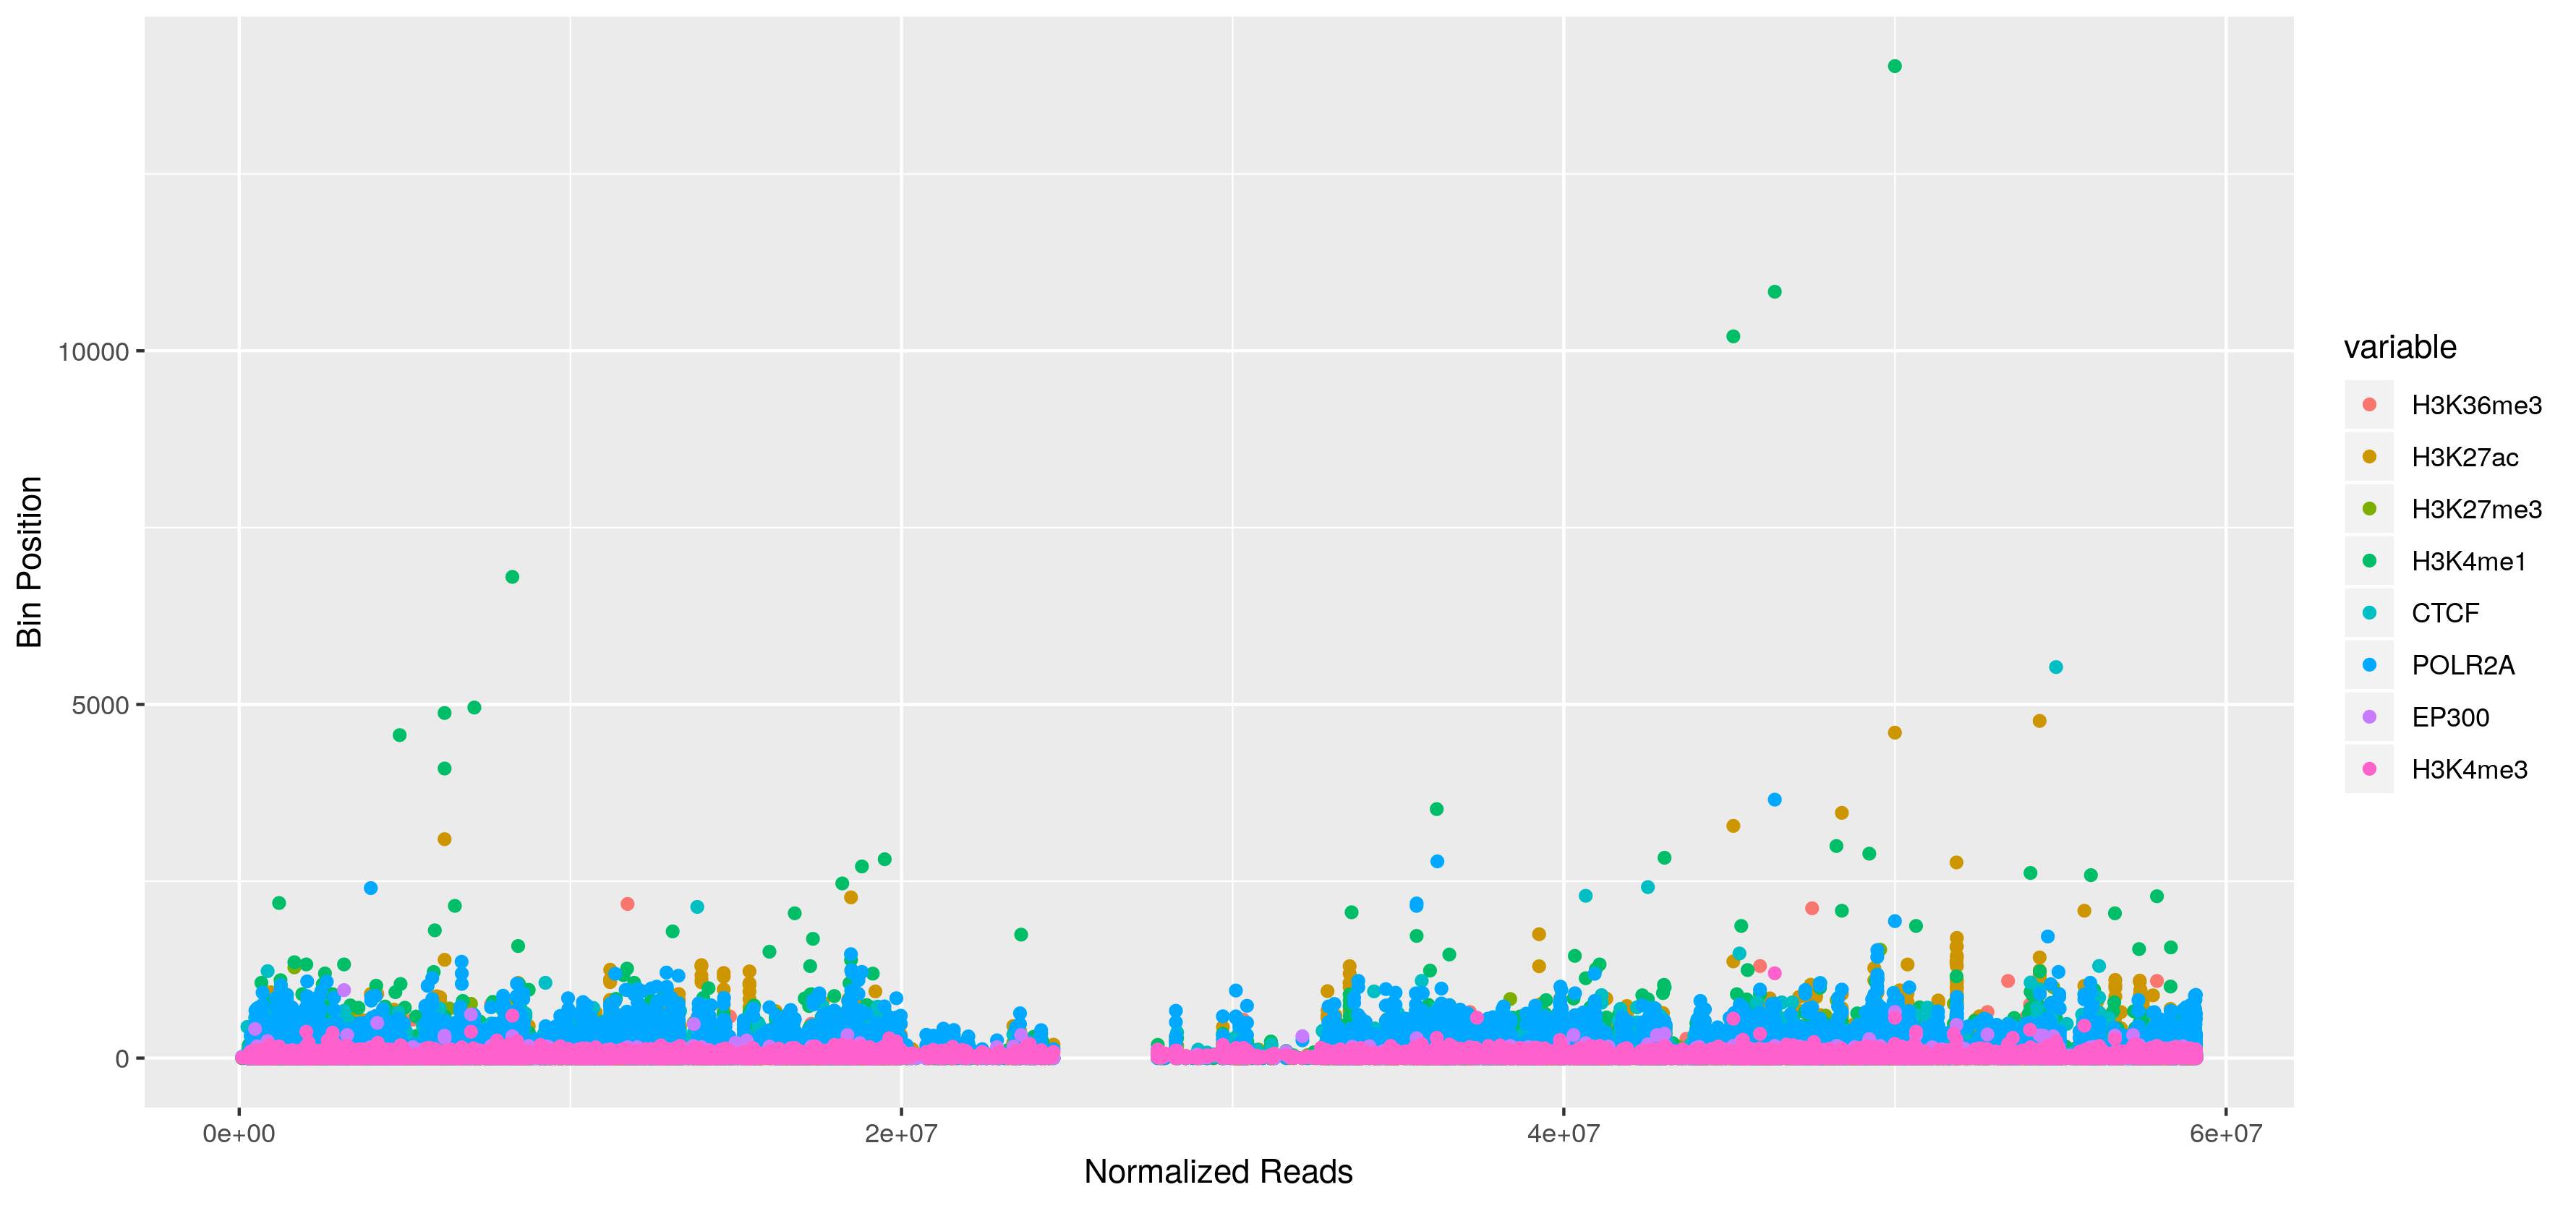 10000
5000
0
Bin Position
0e+00
2e+07
4e+07
6e+07
Normalized Reads
variable
H3K36me3
H3K27ac
H3K27me3
H3K4me1
CTCF
POLR2A
EP300
H3K4me3